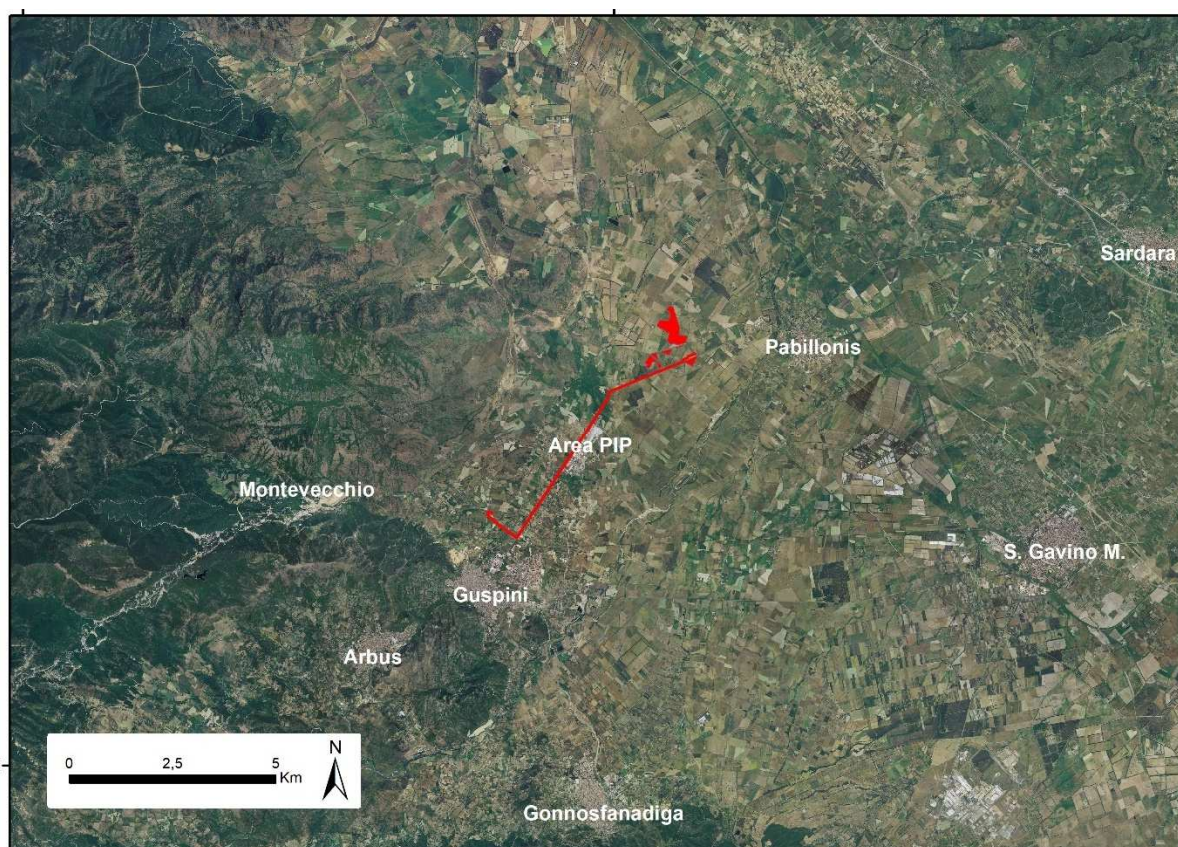 Sardara
Pabillonis
Area PIP
Montevecchio
S. Gavino M.
Guspini
Arbus
N
0 2,5 5
Km
Gonnosfanadiga